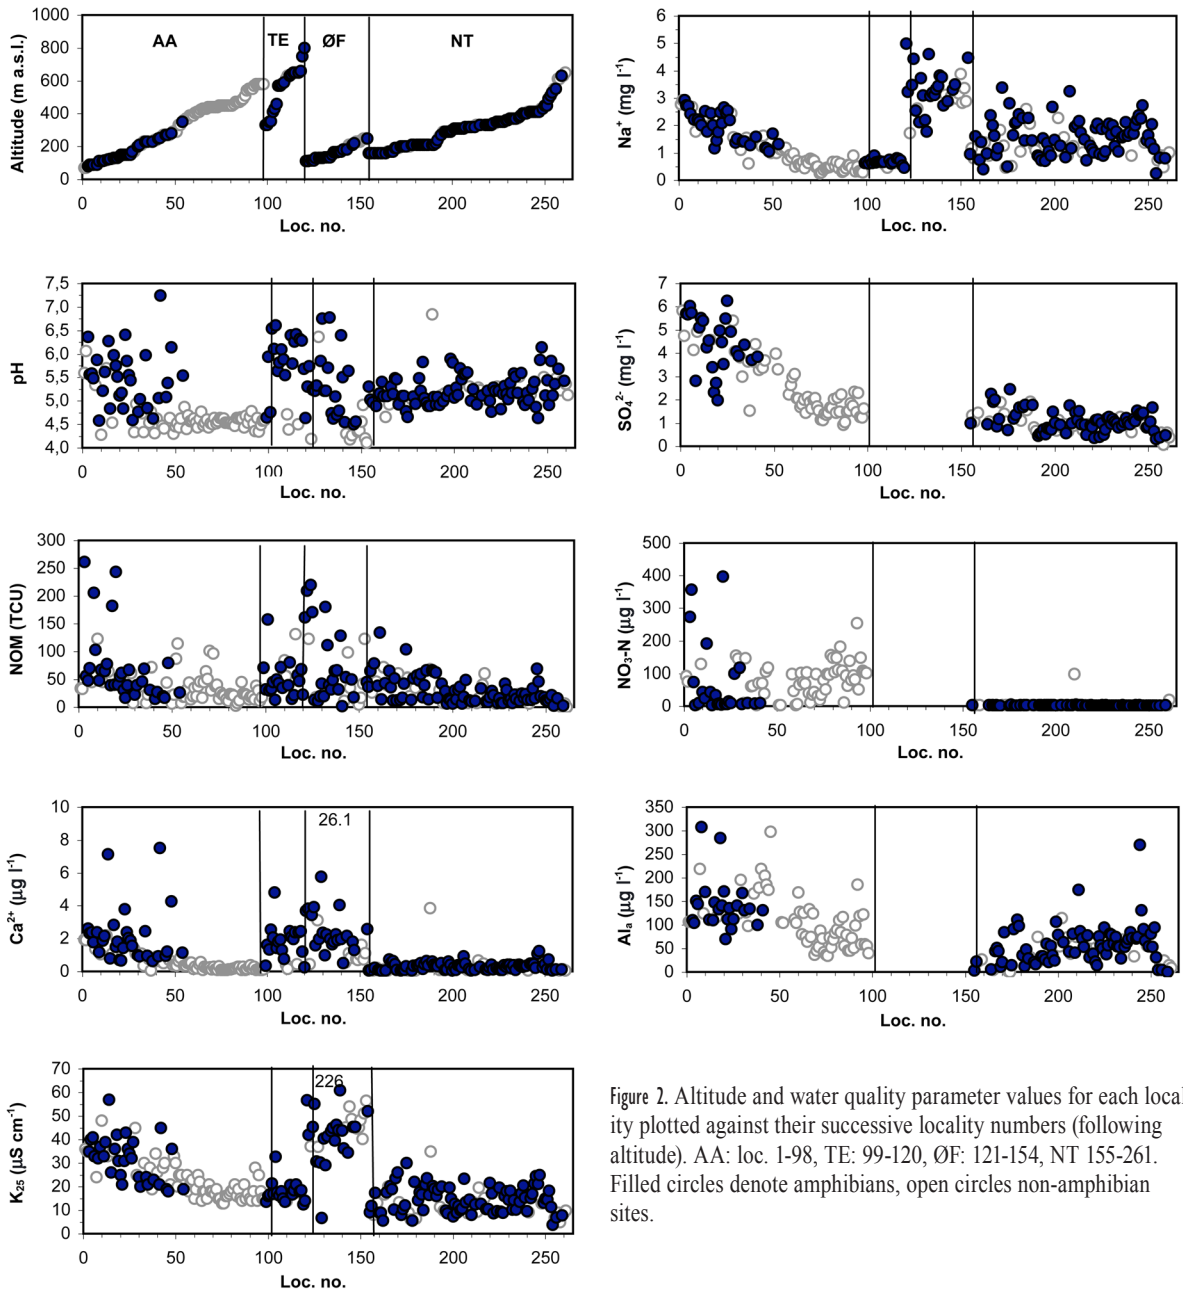 1000
800
600
400
200
0
Altitude (m a.s.l.)
AA
TE
ØF
NT
0 50 100 150 200 250
Loc. no.
6
5
4
3
2
1
0
Na⁺ (mg l⁻¹)
0 50 100 150 200 250
Loc. no.
7,5
7,0
6,5
6,0
5,5
5,0
4,5
4,0
pH
0 50 100 150 200 250
Loc. no.
7
6
5
4
3
2
1
0
SO₄²⁻ (mg l⁻¹)
0 50 100 150 200 250
Loc. no.
300
250
200
150
100
50
0
NOM (TCU)
0 50 100 150 200 250
Loc. no.
500
400
300
200
100
0
NO₃-N (µg l⁻¹)
0 50 100 150 200 250
Loc. no.
10
8
6
4
2
0
Ca²⁺ (µg l⁻¹)
26.1
0 50 100 150 200 250
Loc. no.
350
300
250
200
150
100
50
0
Alₐ (µg l⁻¹)
0 50 100 150 200 250
Loc. no.
70
60
50
40
30
20
10
0
K₂₅ (µS cm⁻¹)
226
0 50 100 150 200 250
Loc. no.
Figure 2. Altitude and water quality parameter values for each local
ity plotted against their successive locality numbers (following
altitude). AA: loc. 1-98, TE: 99-120, ØF: 121-154, NT 155-261.
Filled circles denote amphibians, open circles non-amphibian
sites.